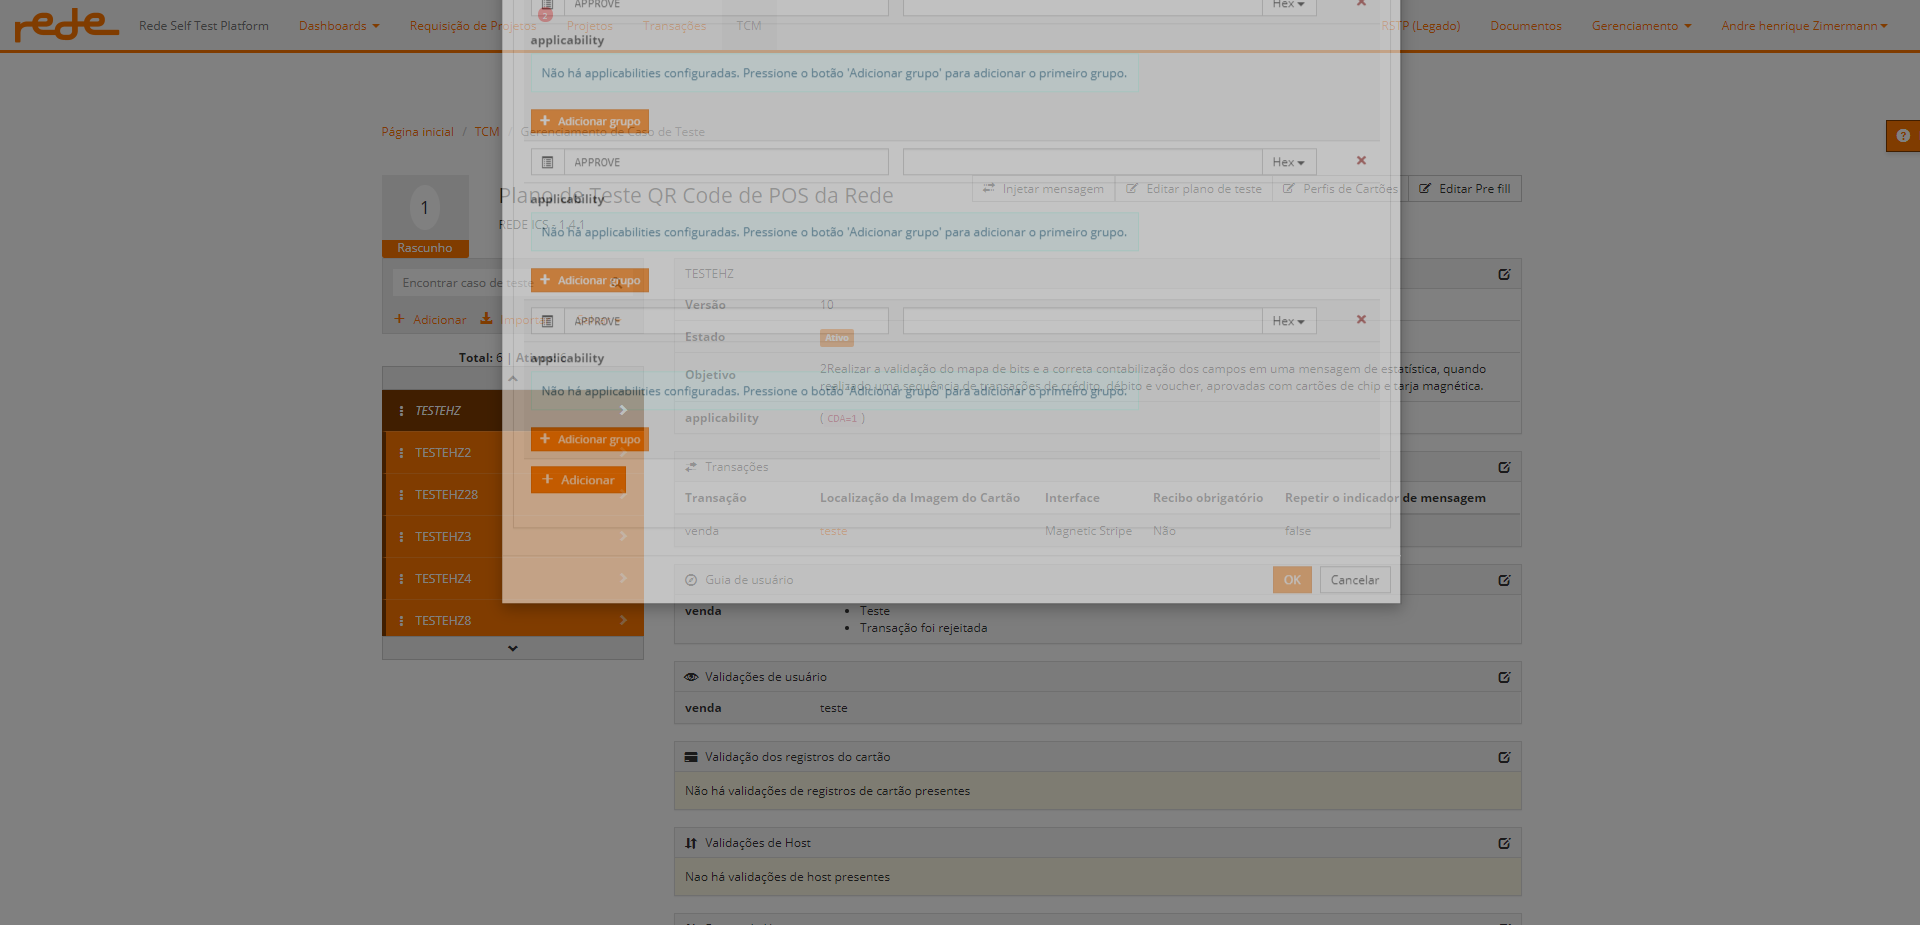 rede
Rede Self Test Platform
Dashboards
Requisição de Projetos
Projetos
Transações
TCM
RSTP (Legado)
Documentos
Gerenciamento
Andre henrique Zimermann
APPROVE
Hex
2
applicability
Não há applicabilities configuradas. Pressione o botão 'Adicionar grupo' para adicionar o primeiro grupo.
Adicionar grupo
Página inicial / TCM / Gerenciamento de Caso de Teste
APPROVE
Hex
1
Rascunho
Plano de Teste QR Code de POS da Rede
REDE ICS - 1.4.1
Injetar mensagem
Editar plano de teste
Perfis de Cartões
Editar Pre fill
applicability
Não há applicabilities configuradas. Pressione o botão 'Adicionar grupo' para adicionar o primeiro grupo.
Adicionar grupo
Encontrar caso de teste
Adicionar
Importar
APPROVE
Hex
Total: 6 | Ativos: 6
applicability
Não há applicabilities configuradas. Pressione o botão 'Adicionar grupo' para adicionar o primeiro grupo.
Adicionar grupo
Adicionar
TESTEHZ
TESTEHZ2
TESTEHZ28
TESTEHZ3
TESTEHZ4
TESTEHZ8
TESTEHZ
Versão 10
Estado Ativo
Objetivo 2Realizar a validação do mapa de bits e a correta contabilização dos campos em uma mensagem de estatística, quando
realizado uma sequência de transações de crédito, débito e voucher, aprovadas com cartões de chip e tarja magnética.
applicability ( CDA=1 )
Transações
Transação Localização da Imagem do Cartão Interface Recibo obrigatório Repetir o indicador de mensagem
venda teste Magnetic Stripe Não false
Guia de usuário
OK
Cancelar
venda
Teste
Transação foi rejeitada
Validações de usuário
venda teste
Validação dos registros do cartão
Não há validações de registros de cartão presentes
Validações de Host
Nao há validações de host presentes